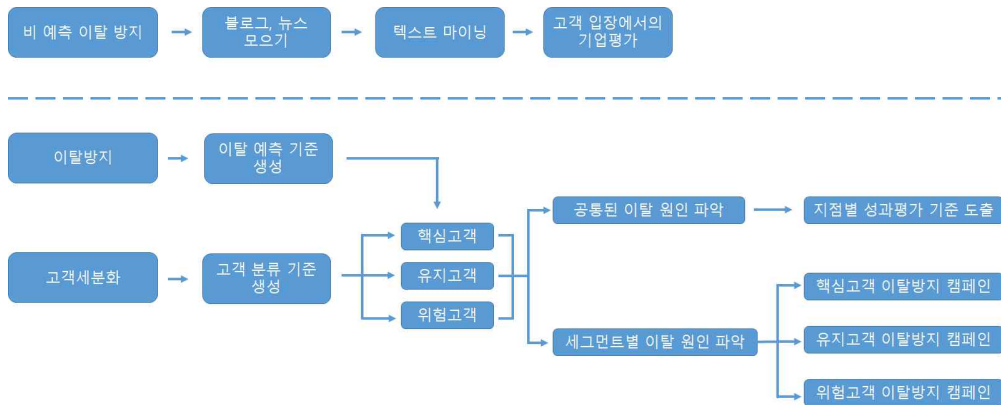 비 예측 이탈 방지
블로그, 뉴스
모으기
텍스트 마이닝
고객 입장에서의
기업평가
이탈방지
이탈 예측 기준
생성
고객세분화
고객 분류 기준
생성
핵심고객
유지고객
위험고객
공통된 이탈 원인 파악
지점별 성과평가 기준 도출
세그먼트별 이탈 원인 파악
핵심고객 이탈방지 캠페인
유지고객 이탈방지 캠페인
위험고객 이탈방지 캠페인